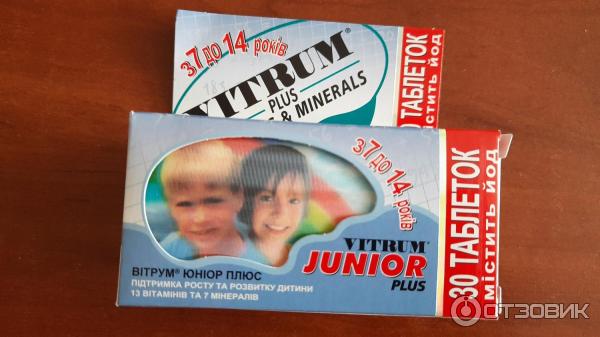 з 7 до 14 років
VITRUM®
PLUS
& MINERALS
ТАБЛЕТОК
містить йод
з 7 до 14 років
VITRUM®
JUNIOR
PLUS
ВІТРУМ® ЮНІОР ПЛЮС
ПІДТРИМКА РОСТУ ТА РОЗВИТКУ ДИТИНИ
13 ВІТАМІНІВ ТА 7 МІНЕРАЛІВ
30 ТАБЛЕТОК
містить йод
ОТЗОВИК